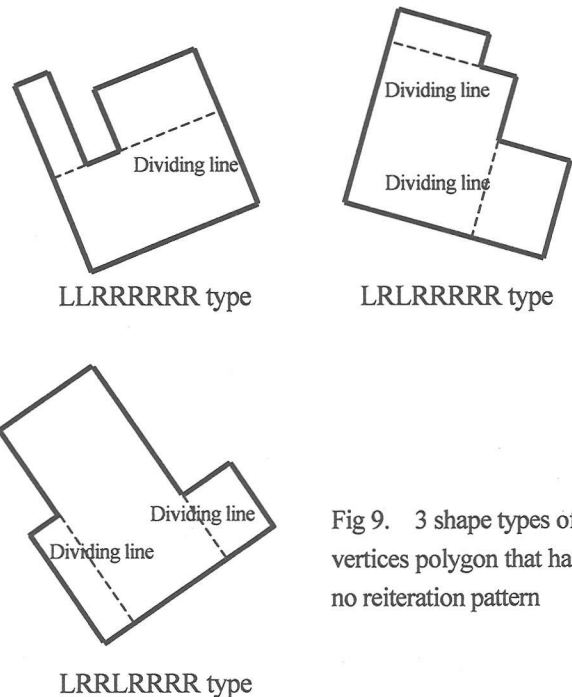 Dividing line
Dividing line
Dividing line
LLRRRRRR type
LRLRRRRR type
Dividing line
Dividing line
Fig 9. 3 shape types of
vertices polygon that ha
no reiteration pattern
LRRLRRRR type